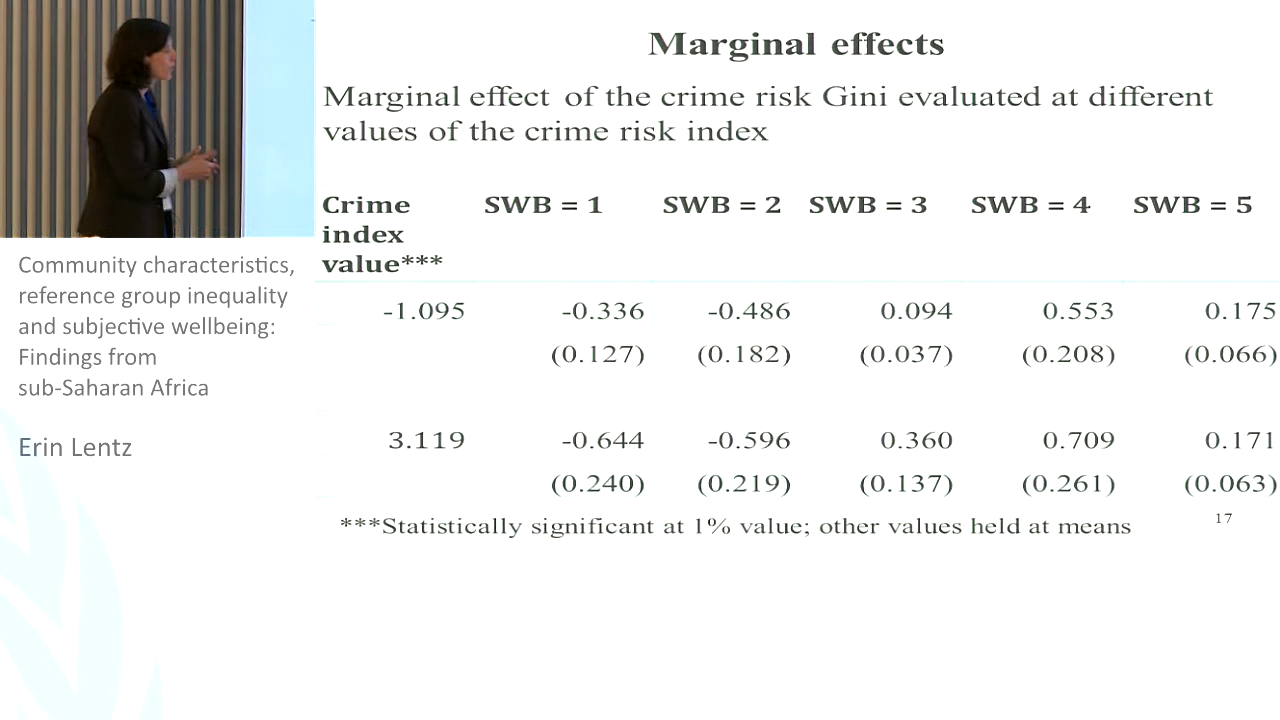 Marginal effects
Marginal effect of the crime risk Gini evaluated at different
values of the crime risk index
Crime index value*** SWB = 1 SWB = 2 SWB = 3 SWB = 4 SWB = 5
-1.095 -0.336 -0.486 0.094 0.553 0.175
(0.127) (0.182) (0.037) (0.208) (0.066)
3.119 -0.644 -0.596 0.360 0.709 0.171
(0.240) (0.219) (0.137) (0.261) (0.063)
***Statistically significant at 1% value; other values held at means
17
Community characteristics,
reference group inequality
and subjective wellbeing:
Findings from
sub-Saharan Africa
Erin Lentz